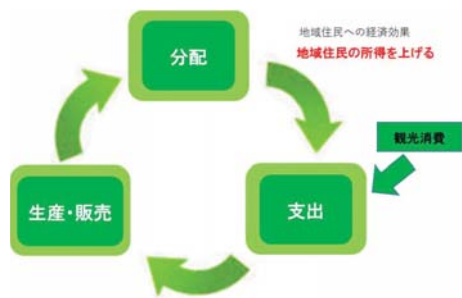 分配
地域住民への経済効果
地域住民の所得を上げる
観光消費
生産・販売
支出